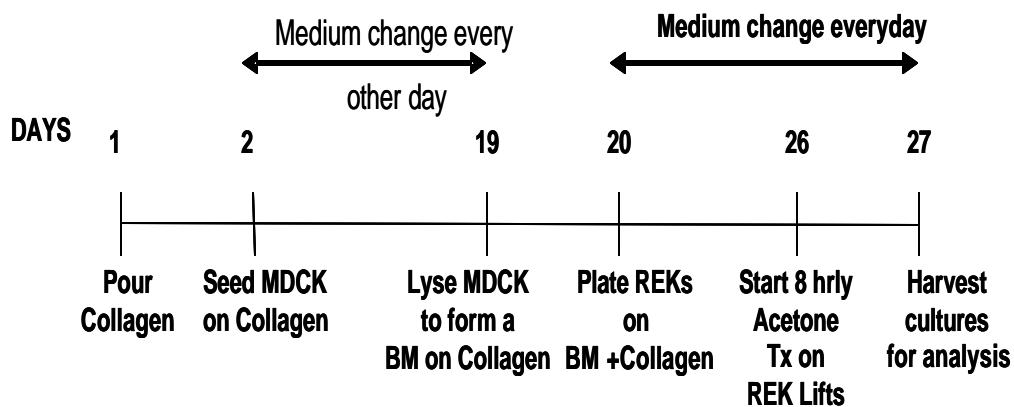 Medium change every
other day
Medium change everyday
DAYS 1 2 19 20 26 27
Pour
Collagen
Seed MDCK
on Collagen
Lyse MDCK
to form a
BM on Collagen
Plate REKs
on
BM +Collagen
Start 8 hrly
Acetone
Tx on
REK Lifts
Harvest
cultures
for analysis